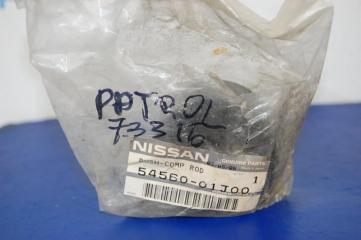 PATROL
73316
NISSAN GENUINE PARTS
BUSH-COMP ROD 1
54560-01J00